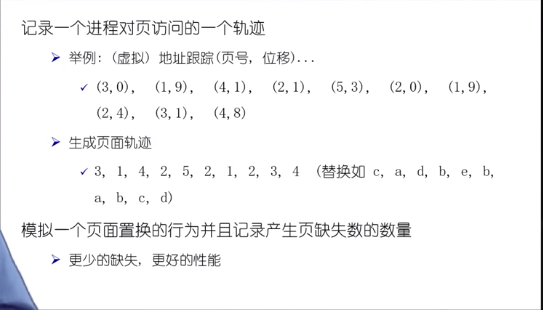 记录一个进程对页访问的一个轨迹
➢ 举例：(虚拟) 地址跟踪(页号, 位移)...
✓ (3,0), (1,9), (4,1), (2,1), (5,3), (2,0), (1,9),
(2,4), (3,1), (4,8)
➢ 生成页面轨迹
✓ 3, 1, 4, 2, 5, 2, 1, 2, 3, 4 (替换如 c, a, d, b, e, b,
a, b, c, d)
模拟一个页面置换的行为并且记录产生页缺失数的数量
➢ 更少的缺失, 更好的性能